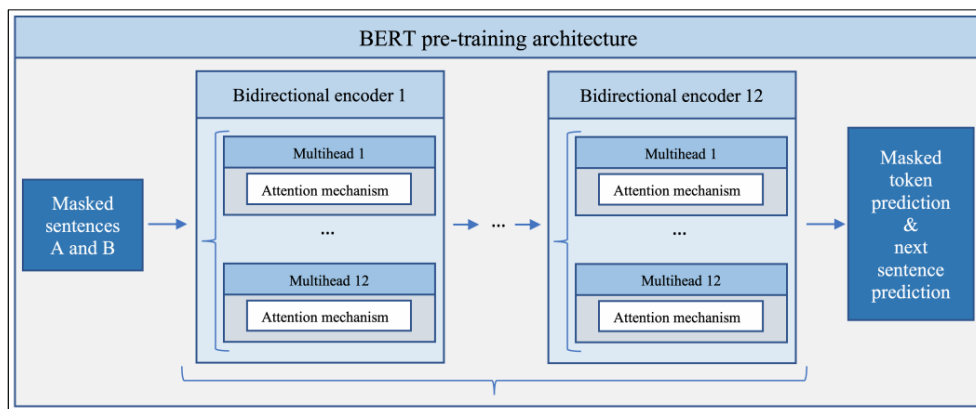 BERT pre-training architecture
Bidirectional encoder 1
Bidirectional encoder 12
Multihead 1
Attention mechanism
...
Multihead 12
Attention mechanism
Multihead 1
Attention mechanism
...
Multihead 12
Attention mechanism
Masked
sentences
A and B
...
Masked
token
prediction
&
next
sentence
prediction